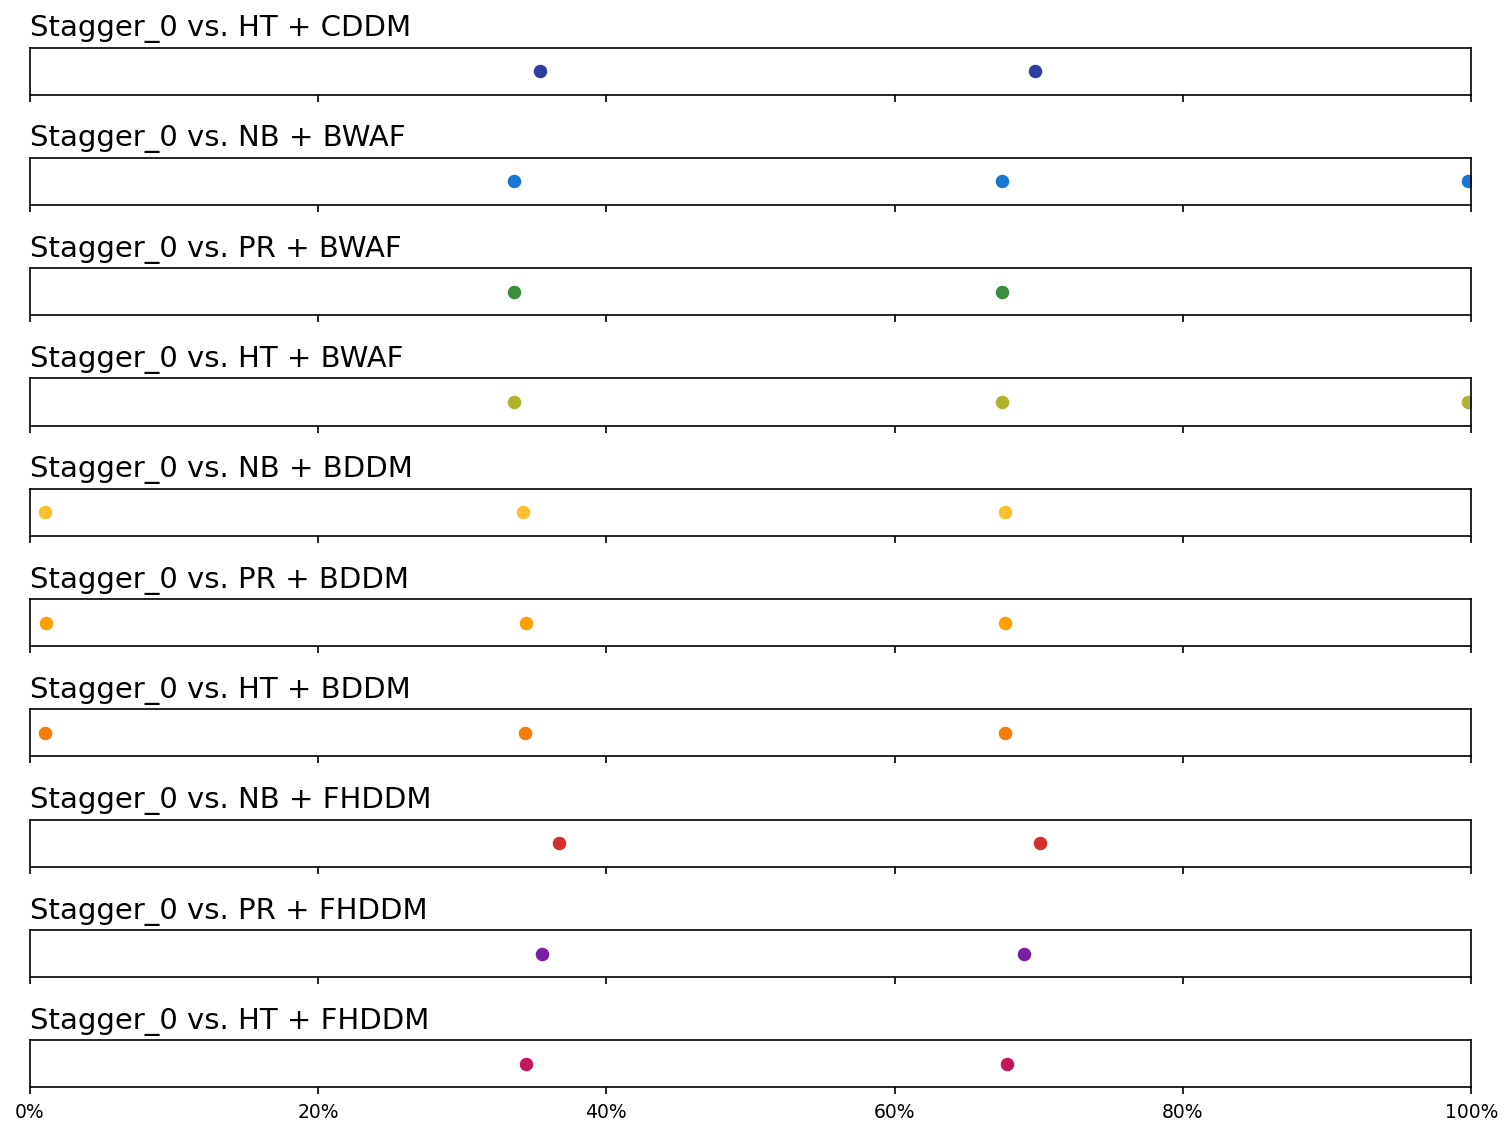 Stagger_0 vs. HT + CDDM
Stagger_0 vs. NB + BWAF
Stagger_0 vs. PR + BWAF
Stagger_0 vs. HT + BWAF
Stagger_0 vs. NB + BDDM
Stagger_0 vs. PR + BDDM
Stagger_0 vs. HT + BDDM
Stagger_0 vs. NB + FHDDM
Stagger_0 vs. PR + FHDDM
Stagger_0 vs. HT + FHDDM
0% 20% 40% 60% 80% 100%